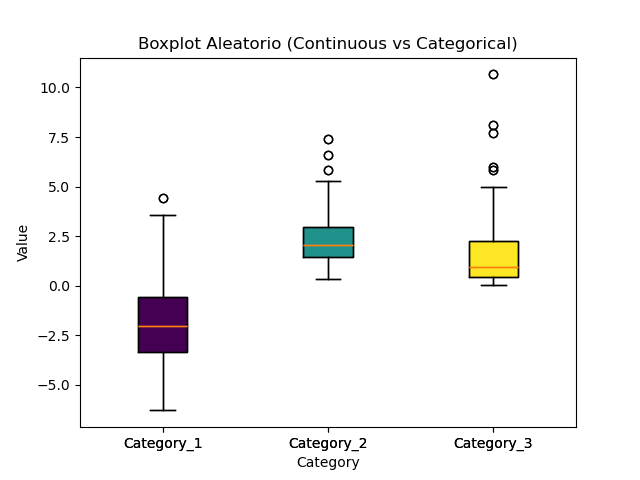 Boxplot Aleatorio (Continuous vs Categorical)
10.0
7.5
5.0
2.5
0.0
−2.5
−5.0
Value
Category_1 Category_2 Category_3
Category